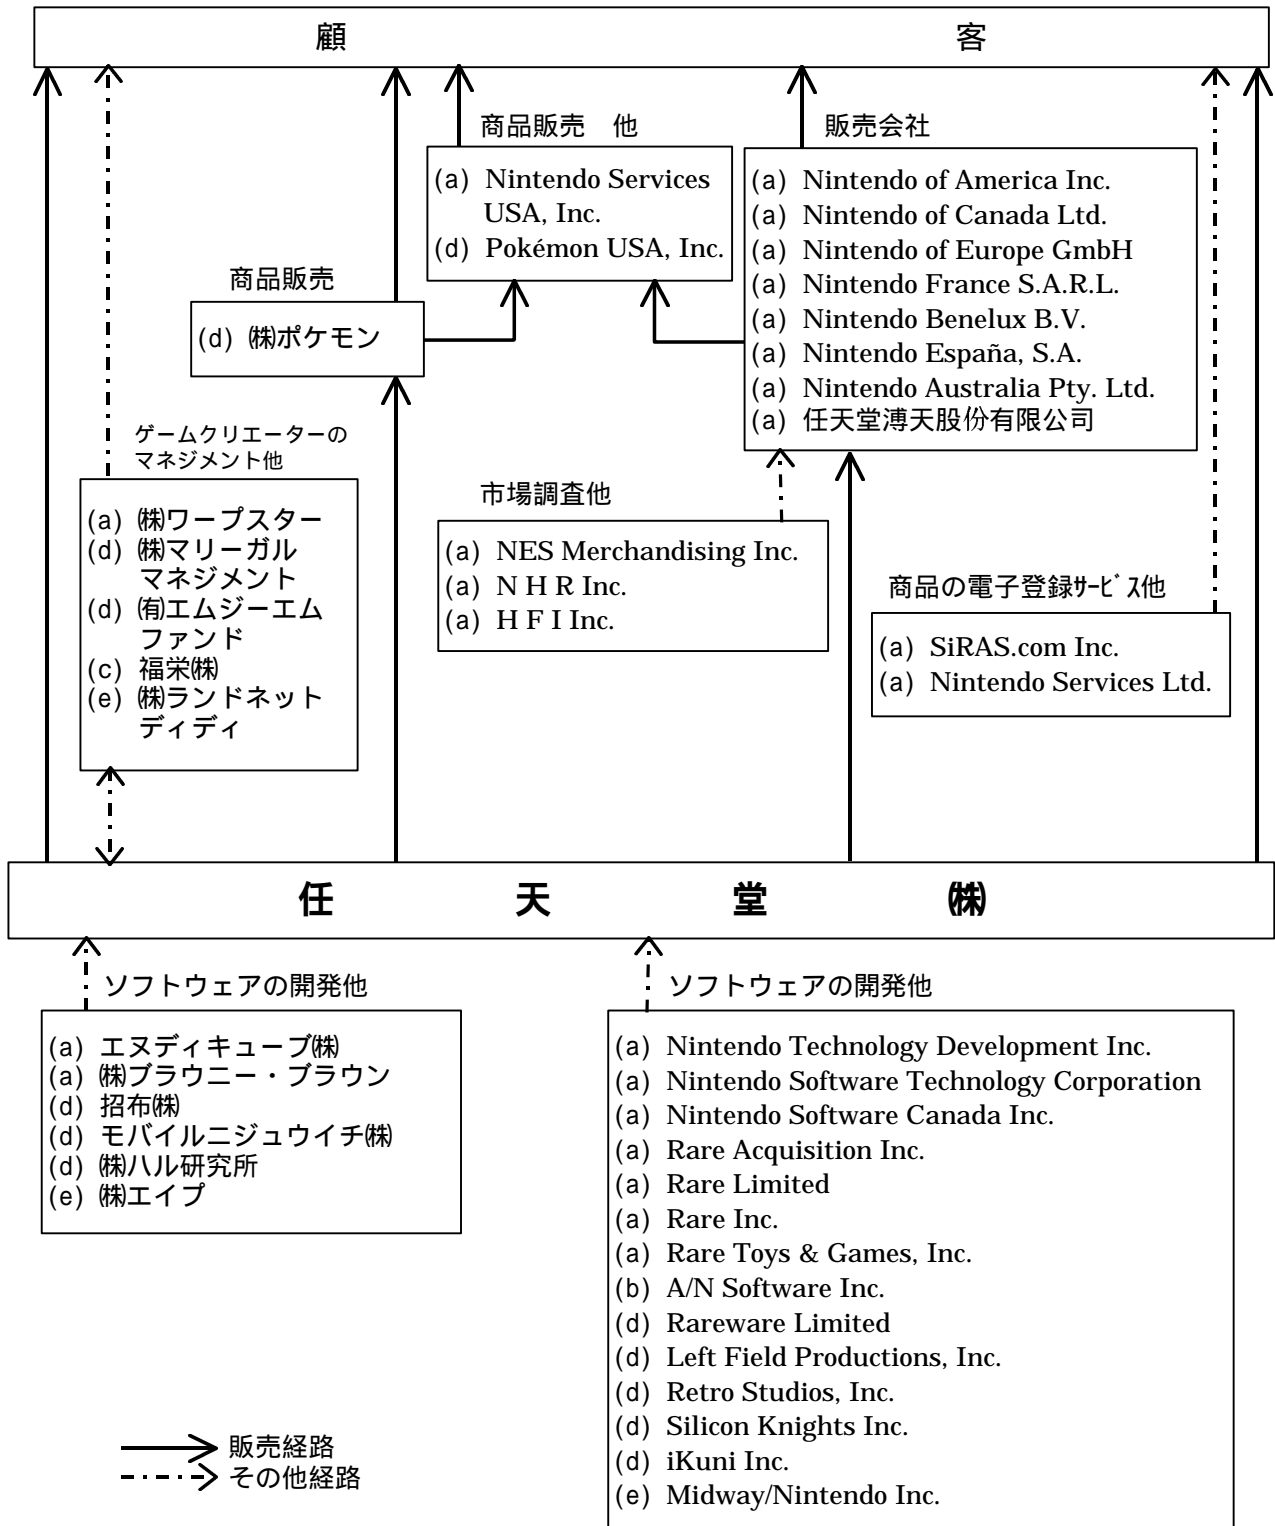 顧 客
商品販売 他
(a) Nintendo Services
USA, Inc.
(d) Pokémon USA, Inc.
販売会社
(a) Nintendo of America Inc.
(a) Nintendo of Canada Ltd.
(a) Nintendo of Europe GmbH
(a) Nintendo France S.A.R.L.
(a) Nintendo Benelux B.V.
(a) Nintendo España, S.A.
(a) Nintendo Australia Pty. Ltd.
(a) 任天堂溥天股份有限公司
商品販売
(d) ㈱ポケモン
ゲームクリエーターの
マネジメント他
(a) ㈱ワープスター
(d) ㈱マリーガル
マネジメント
(d) ㈲エムジーエム
ファンド
(c) 福栄㈱
(e) ㈱ランドネット
ディディ
市場調査他
(a) NES Merchandising Inc.
(a) N H R Inc.
(a) H F I Inc.
商品の電子登録ｻｰﾋﾞｽ他
(a) SiRAS.com Inc.
(a) Nintendo Services Ltd.
任 天 堂 ㈱
ソフトウェアの開発他
(a) エヌディキューブ㈱
(a) ㈱ブラウニー・ブラウン
(d) 招布㈱
(d) モバイルニジュウイチ㈱
(d) ㈱ハル研究所
(e) ㈱エイプ
ソフトウェアの開発他
(a) Nintendo Technology Development Inc.
(a) Nintendo Software Technology Corporation
(a) Nintendo Software Canada Inc.
(a) Rare Acquisition Inc.
(a) Rare Limited
(a) Rare Inc.
(a) Rare Toys & Games, Inc.
(b) A/N Software Inc.
(d) Rareware Limited
(d) Left Field Productions, Inc.
(d) Retro Studios, Inc.
(d) Silicon Knights Inc.
(d) iKuni Inc.
(e) Midway/Nintendo Inc.
販売経路
その他経路